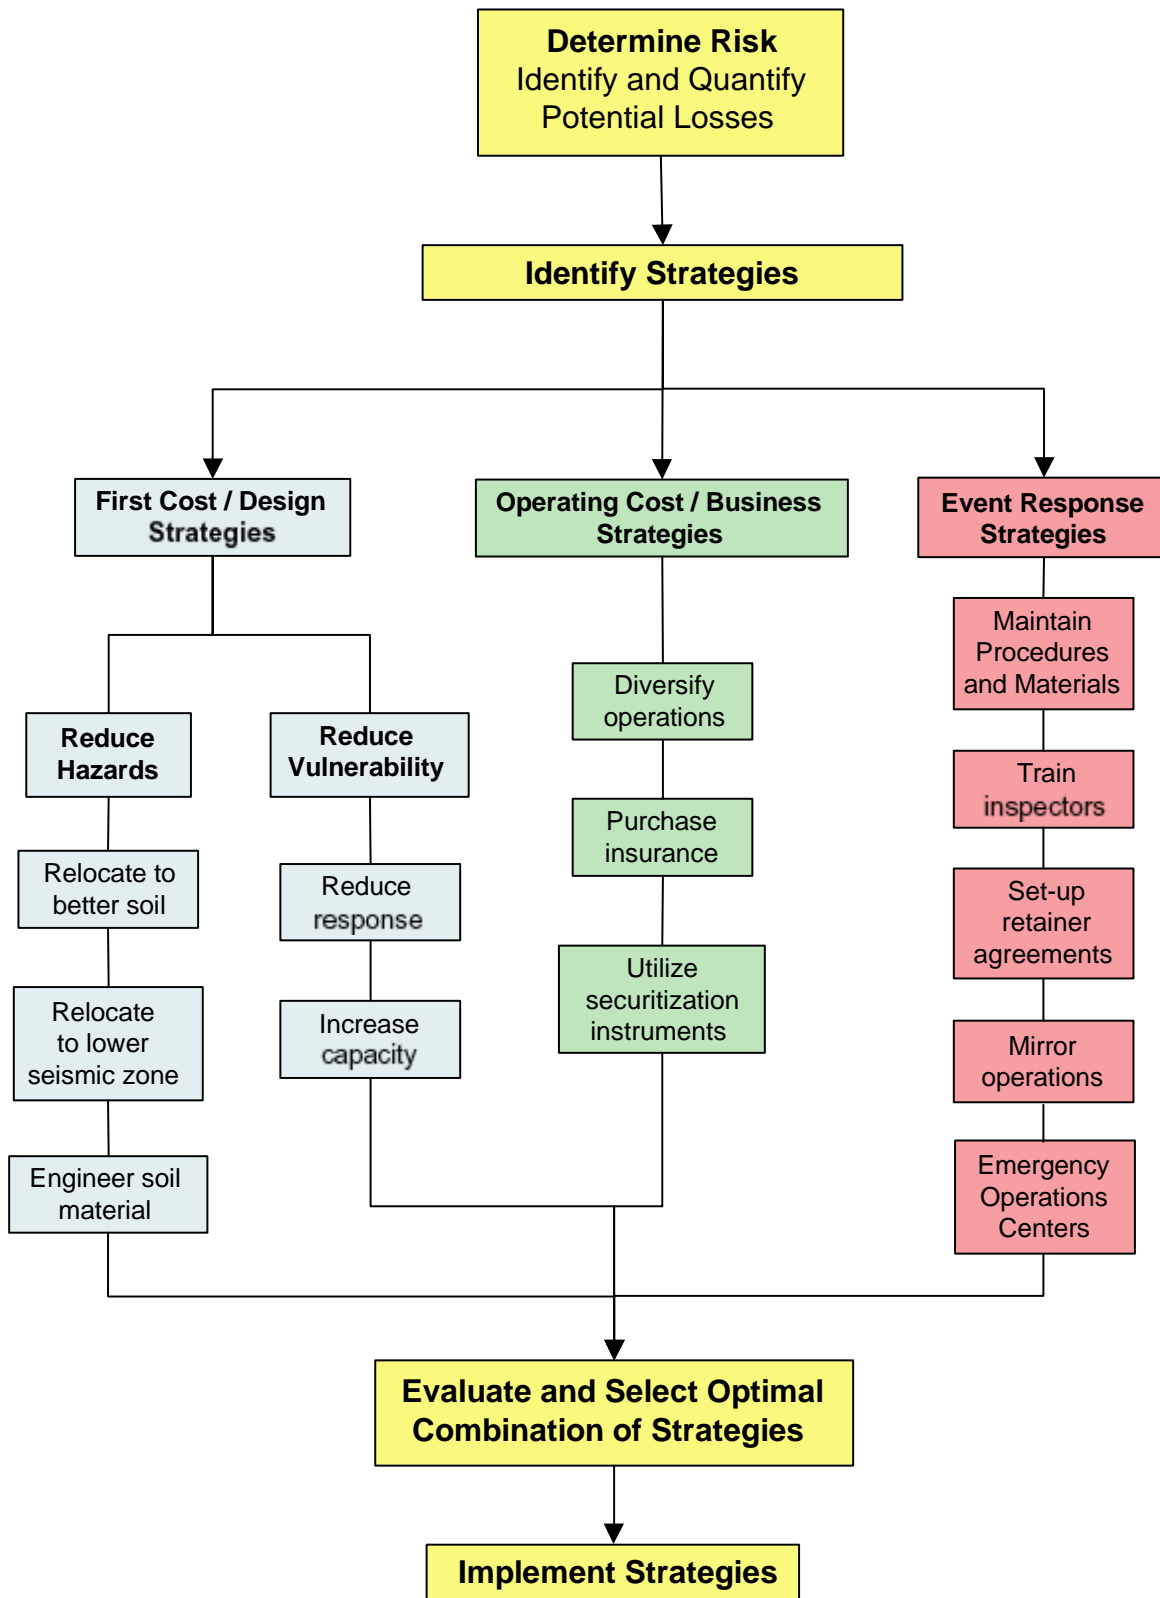 Determine Risk
Identify and Quantify
Potential Losses
Identify Strategies
First Cost / Design
Strategies
Operating Cost / Business
Strategies
Event Response
Strategies
Reduce
Hazards
Relocate to
better soil
Relocate
to lower
seismic zone
Engineer soil
material
Reduce
Vulnerability
Reduce
response
Increase
capacity
Diversify
operations
Purchase
insurance
Utilize
securitization
instruments
Maintain
Procedures
and Materials
Train
inspectors
Set-up
retainer
agreements
Mirror
operations
Emergency
Operations
Centers
Evaluate and Select Optimal
Combination of Strategies
Implement Strategies